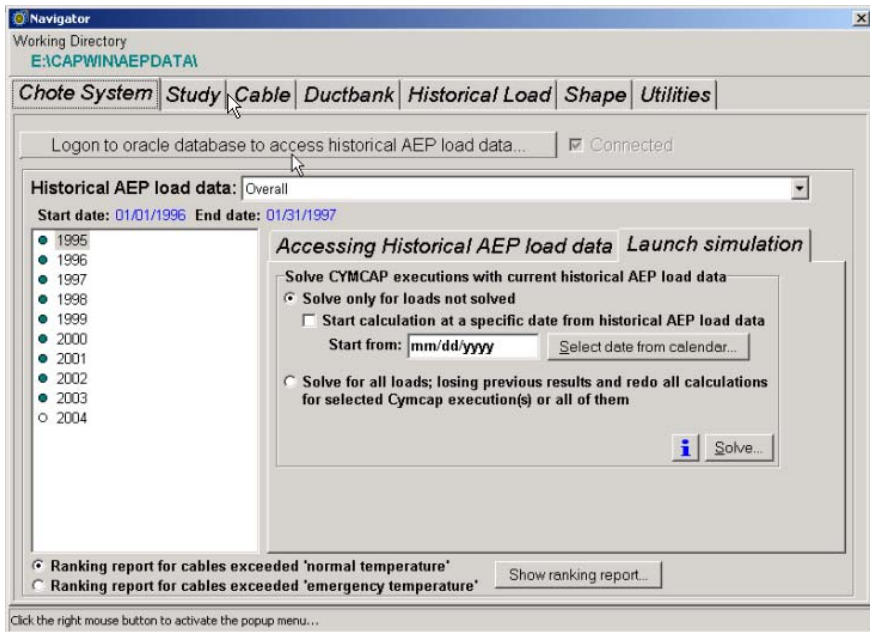 Navigator
Working Directory
E:\CAPWIN\AEPDATA\
Chote System Study Cable Ductbank Historical Load Shape Utilities
Logon to oracle database to access historical AEP load data... Connected
Historical AEP load data: Overall
Start date: 01/01/1996 End date: 01/31/1997
1995
1996
1997
1998
1999
2000
2001
2002
2003
2004
Accessing Historical AEP load data Launch simulation
Solve CYMCAP executions with current historical AEP load data
Solve only for loads not solved
Start calculation at a specific date from historical AEP load data
Start from: mm/dd/yyyy Select date from calendar...
Solve for all loads; losing previous results and redo all calculations
for selected Cymcap execution(s) or all of them
i Solve...
Ranking report for cables exceeded 'normal temperature'
Ranking report for cables exceeded 'emergency temperature'
Show ranking report...
Click the right mouse button to activate the popup menu...